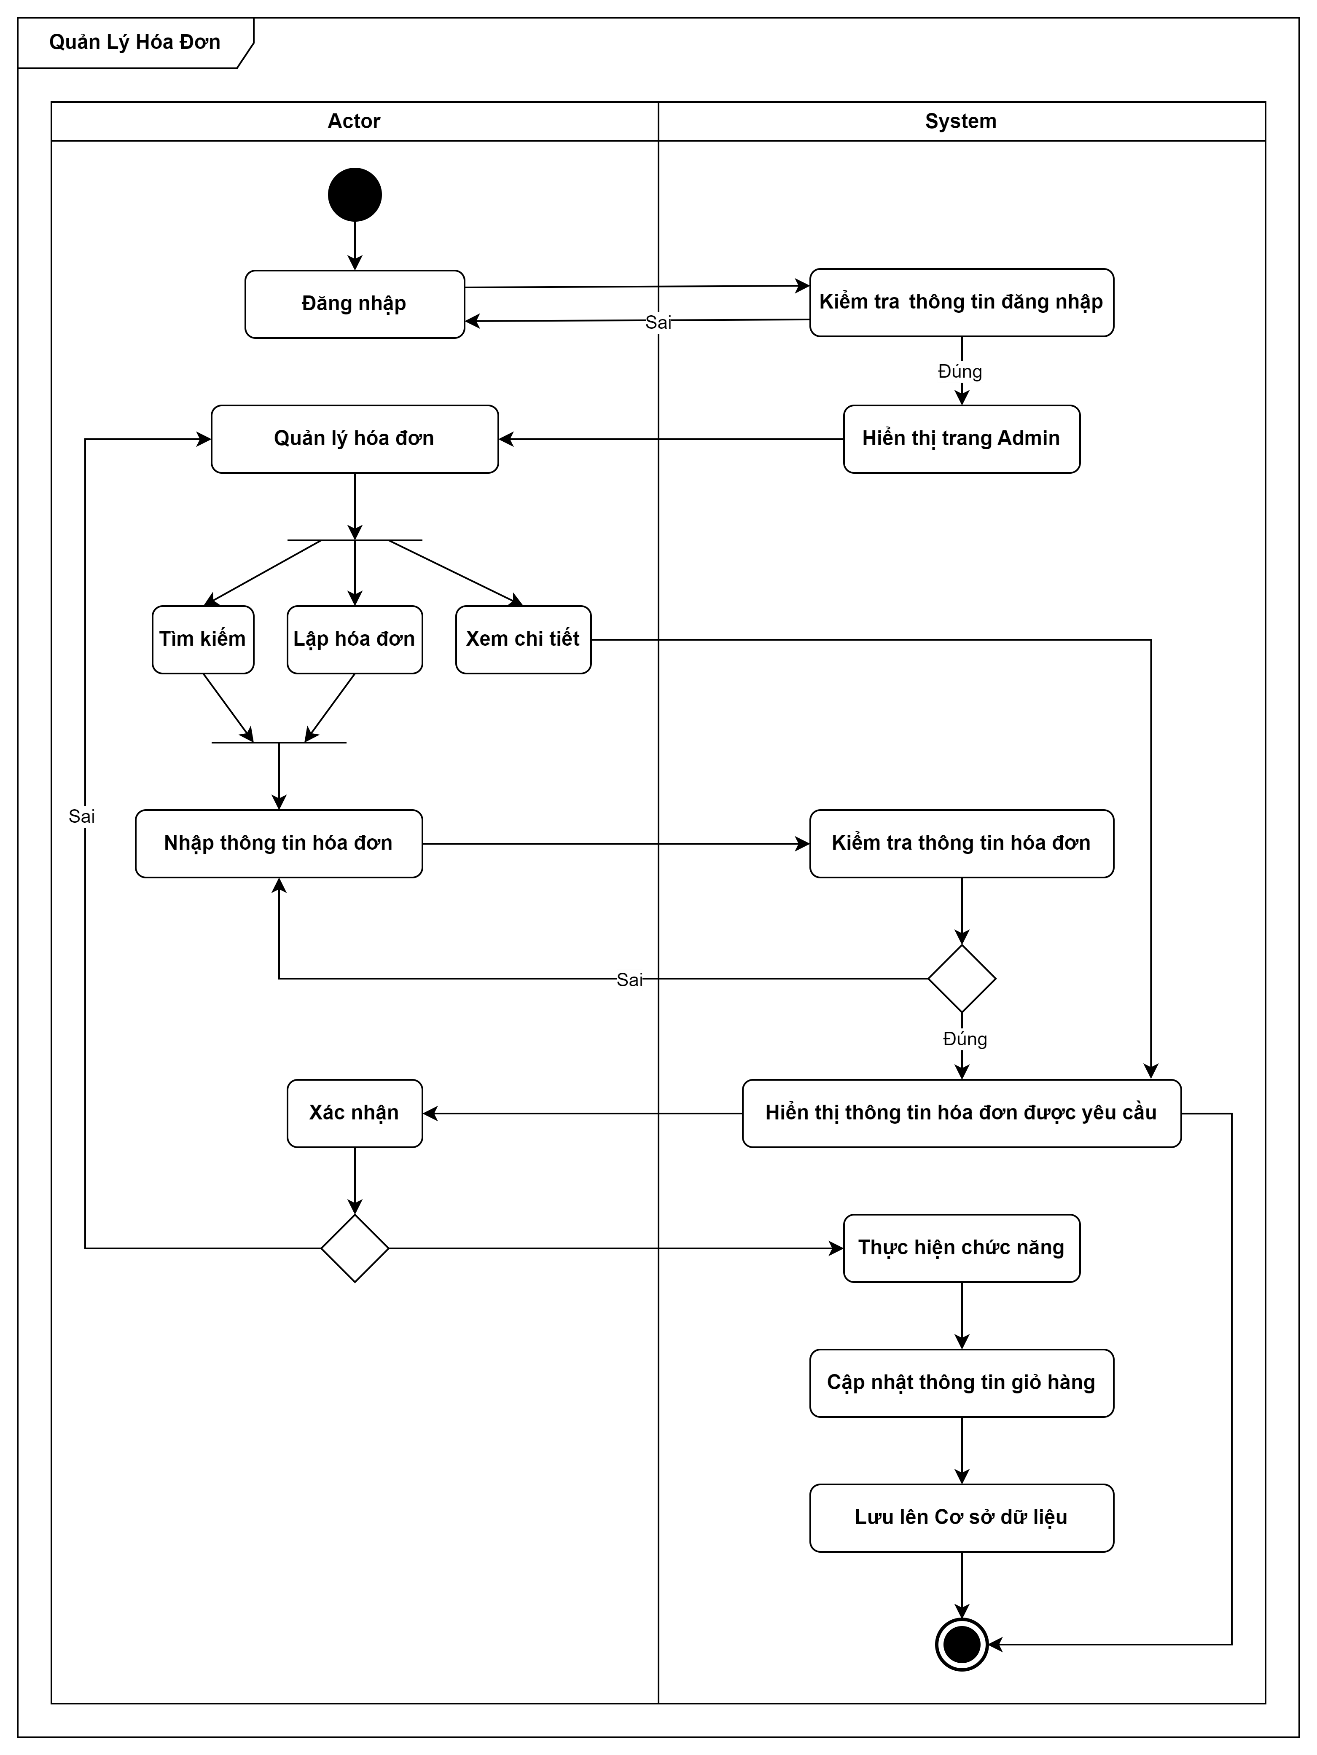 Quản Lý Hóa Đơn
Actor
System
Đăng nhập
Kiểm tra thông tin đăng nhập
Sai
Đúng
Quản lý hóa đơn
Hiển thị trang Admin
Tìm kiếm
Lập hóa đơn
Xem chi tiết
Sai
Nhập thông tin hóa đơn
Kiểm tra thông tin hóa đơn
Sai
Đúng
Xác nhận
Hiển thị thông tin hóa đơn được yêu cầu
Thực hiện chức năng
Cập nhật thông tin giỏ hàng
Lưu lên Cơ sở dữ liệu